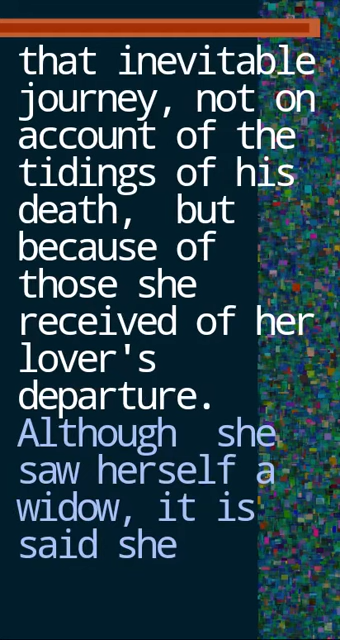 that inevitable
journey, not on
account of the
tidings of his
death,  but
because of
those she
received of her
lover's
departure.
Although  she
saw herself a
widow, it is
said she